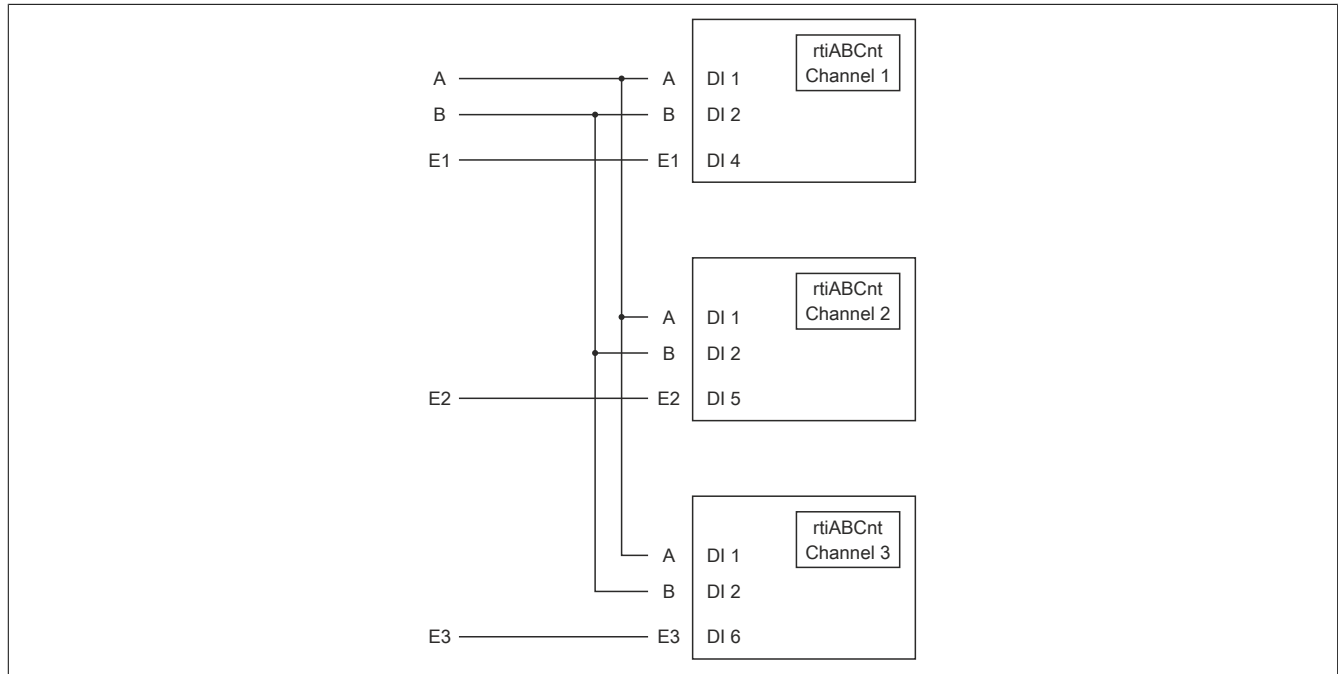 rtiABCnt
Channel 1
A A DI 1
B B DI 2
E1 E1 DI 4
rtiABCnt
Channel 2
A DI 1
B DI 2
E2 E2 DI 5
rtiABCnt
Channel 3
A DI 1
B DI 2
E3 E3 DI 6